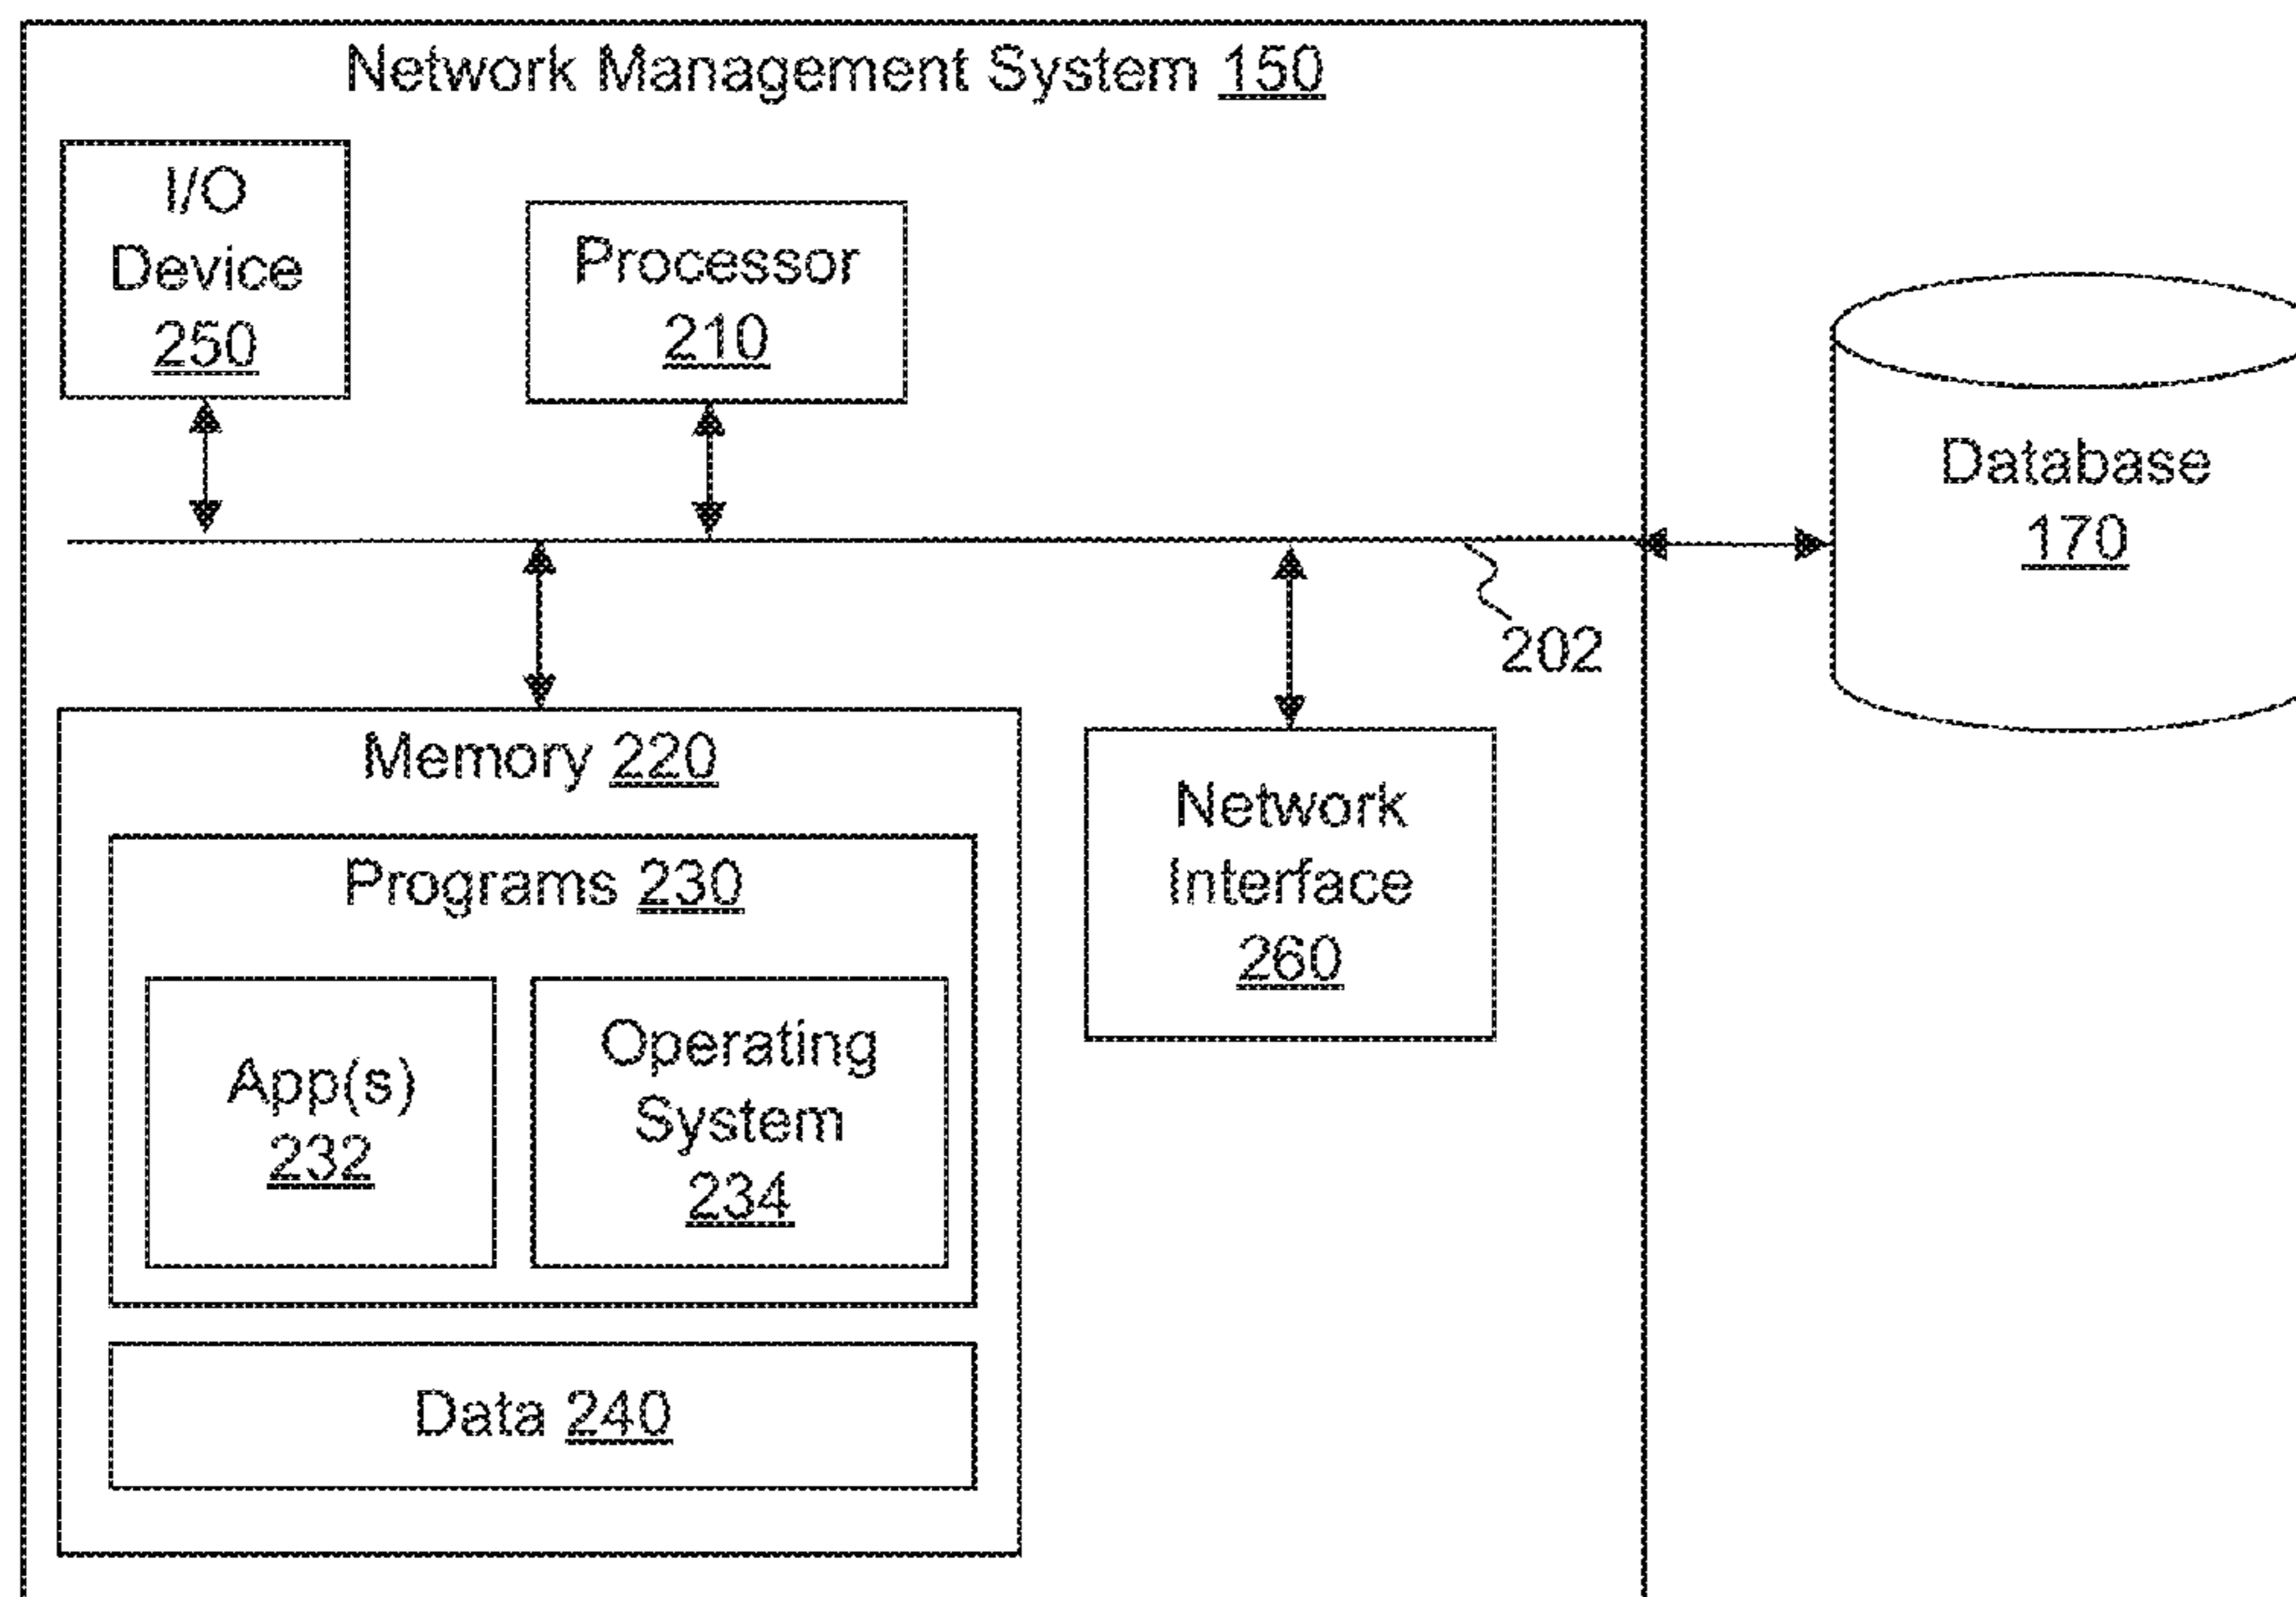 Network Management System 150
I/O
Device
250
Processor
210
Database
170
202
Memory 220
Programs 230
App(s)
232
Operating
System
234
Data 240
Network
Interface
260